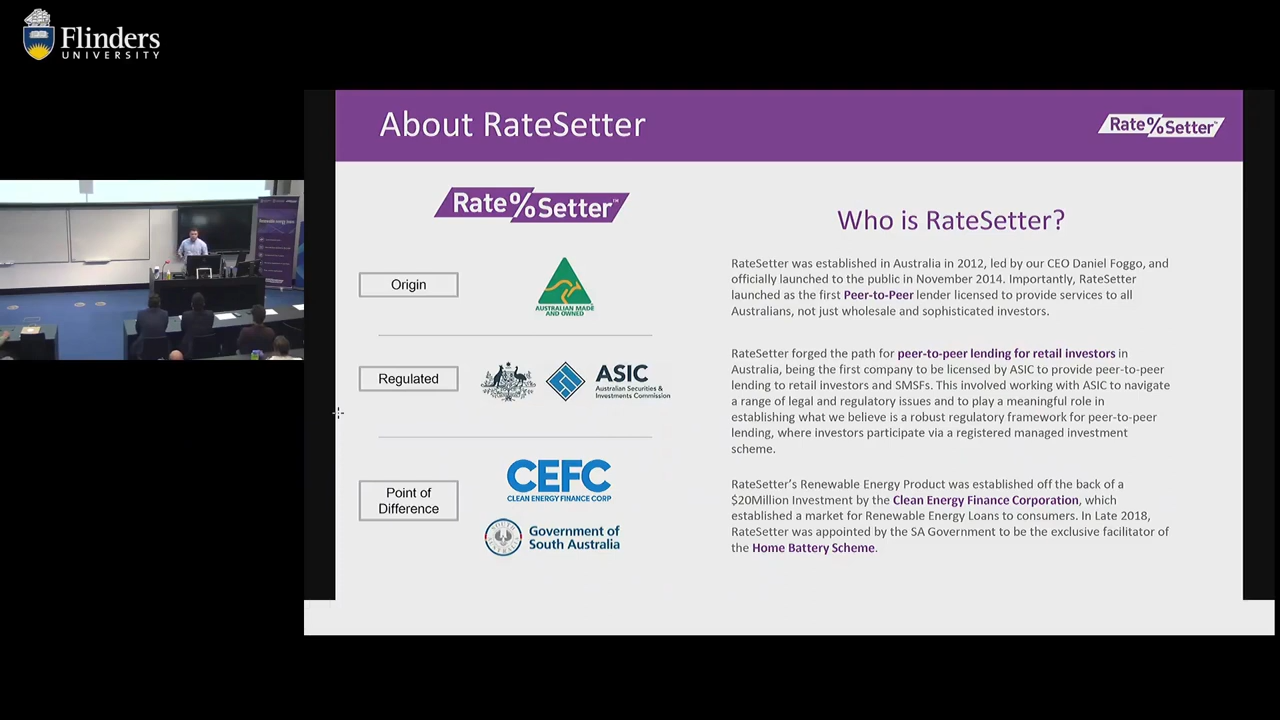 Flinders
UNIVERSITY
About RateSetter
Rate%Setter™
Rate%Setter™
Origin
AUSTRALIAN MADE
AND OWNED
Regulated
ASIC
Australian Securities &
Investments Commission
Point of
Difference
CEFC
CLEAN ENERGY FINANCE CORP
Government of
South Australia
Who is RateSetter?
RateSetter was established in Australia in 2012, led by our CEO Daniel Foggo, and
officially launched to the public in November 2014. Importantly, RateSetter
launched as the first Peer-to-Peer lender licensed to provide services to all
Australians, not just wholesale and sophisticated investors.
RateSetter forged the path for peer-to-peer lending for retail investors in
Australia, being the first company to be licensed by ASIC to provide peer-to-peer
lending to retail investors and SMSFs. This involved working with ASIC to navigate
a range of legal and regulatory issues and to play a meaningful role in
establishing what we believe is a robust regulatory framework for peer-to-peer
lending, where investors participate via a registered managed investment
scheme.
RateSetter's Renewable Energy Product was established off the back of a
$20Million Investment by the Clean Energy Finance Corporation, which
established a market for Renewable Energy Loans to consumers. In Late 2018,
RateSetter was appointed by the SA Government to be the exclusive facilitator of
the Home Battery Scheme.